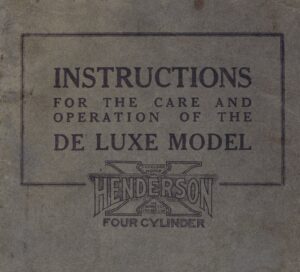 INSTRUCTIONS
FOR THE CARE AND
OPERATION OF THE
DE LUXE MODEL
HENDERSON
FOUR CYLINDER